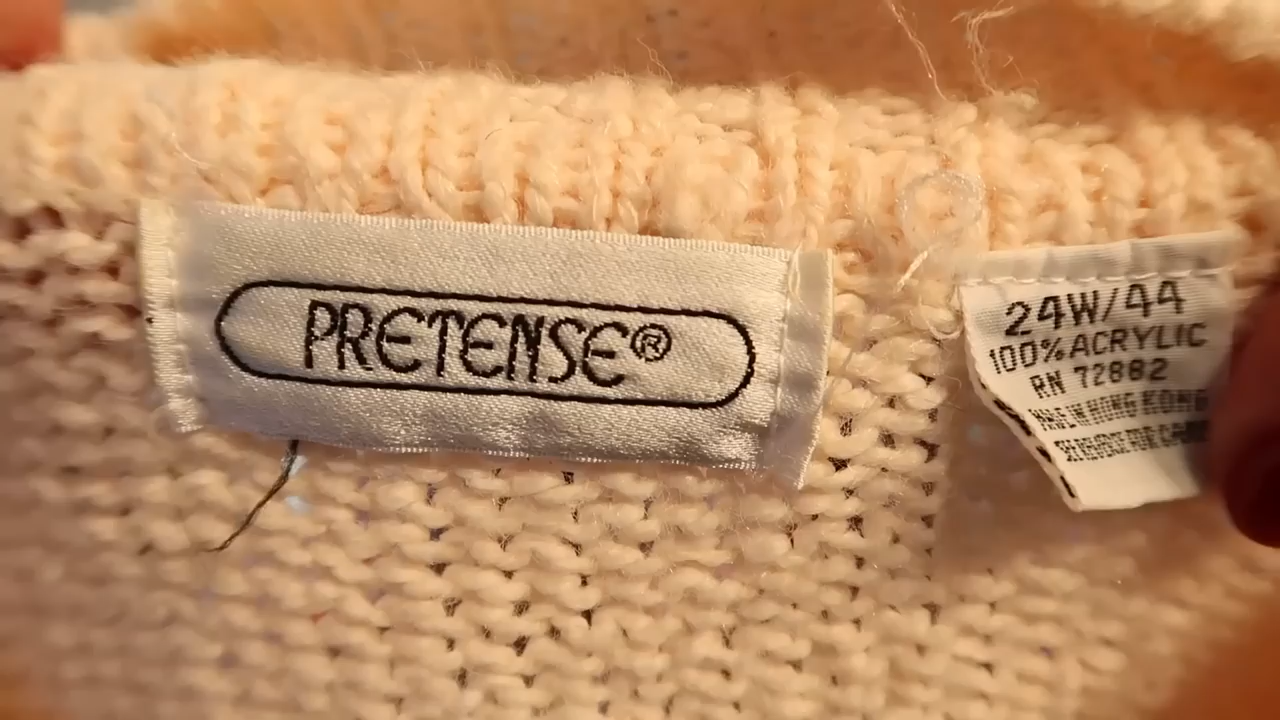 PRETENSE®
24W/44
100% ACRYLIC
RN 72882
MADE IN HONG KONG